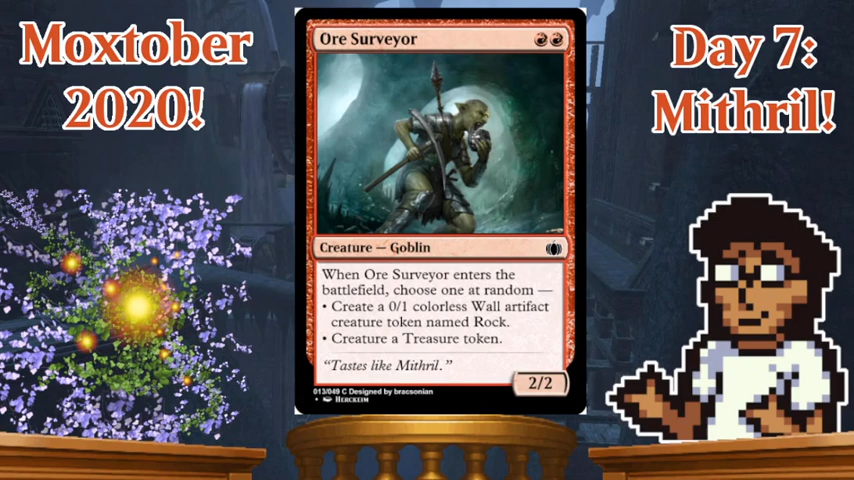 Moxtober
2020!
Ore Surveyor
Day 7:
Mithril!
Creature — Goblin
When Ore Surveyor enters the
battlefield, choose one at random —
• Create a 0/1 colorless Wall artifact
creature token named Rock.
• Creature a Treasure token.
“Tastes like Mithril.”
2/2
013/049 C Designed by bracsonian
• Herckeim